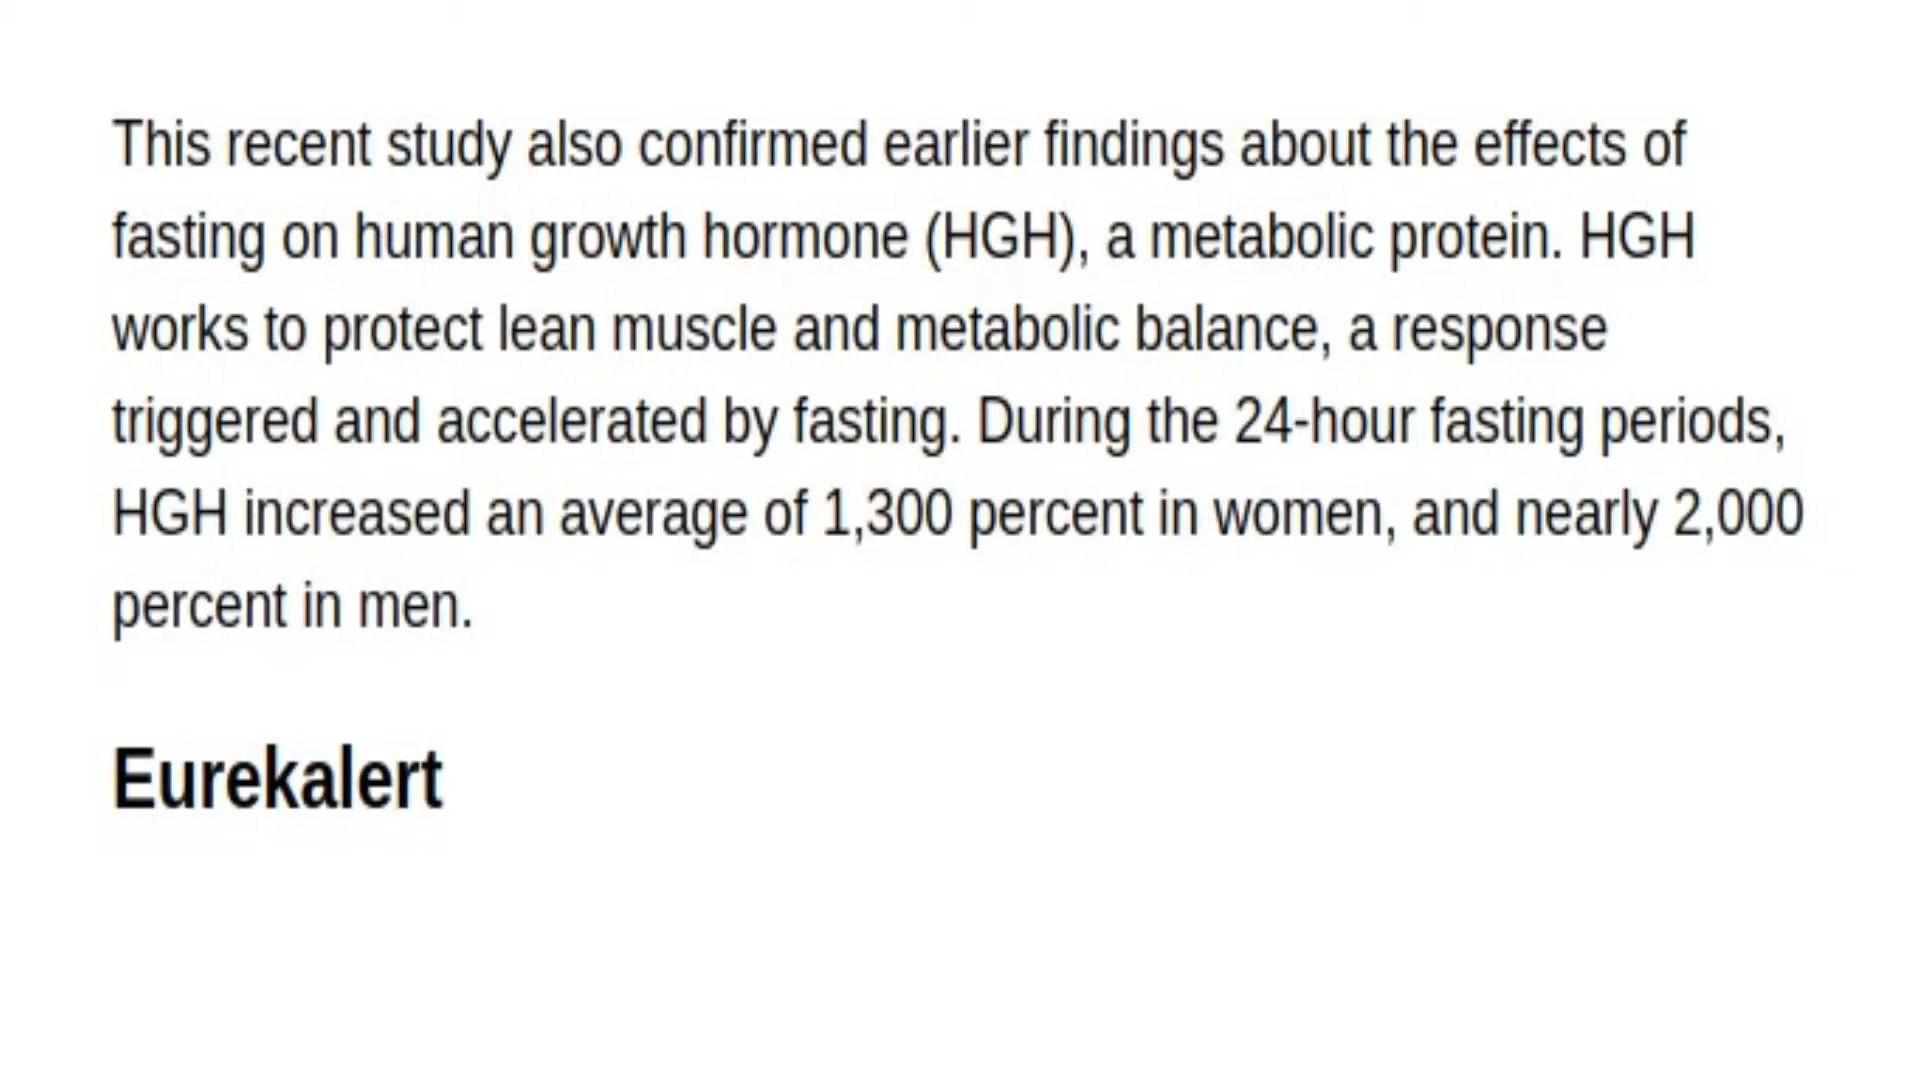 This recent study also confirmed earlier findings about the effects of
fasting on human growth hormone (HGH), a metabolic protein. HGH
works to protect lean muscle and metabolic balance, a response
triggered and accelerated by fasting. During the 24-hour fasting periods,
HGH increased an average of 1,300 percent in women, and nearly 2,000
percent in men.
Eurekalert